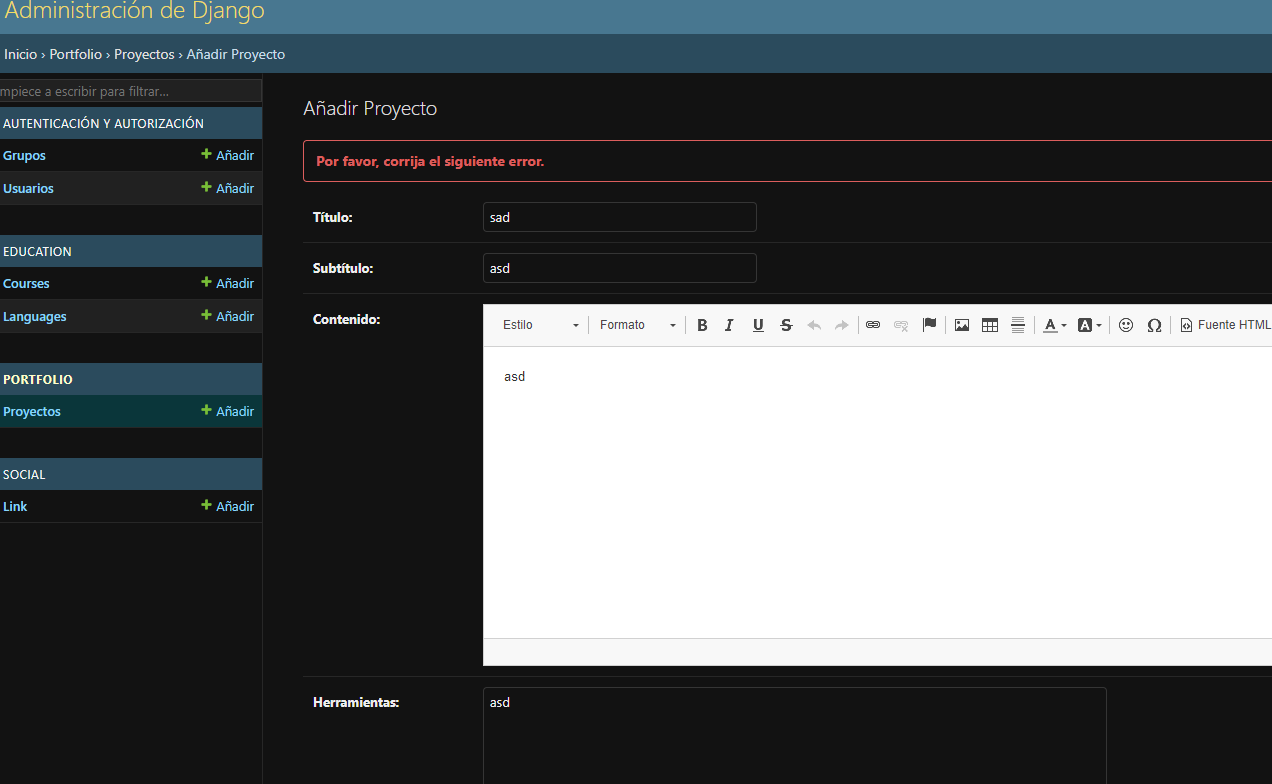 Administración de Django
Inicio › Portfolio › Proyectos › Añadir Proyecto
mpiece a escribir para filtrar...
AUTENTICACIÓN Y AUTORIZACIÓN
Grupos + Añadir
Usuarios + Añadir
EDUCATION
Courses + Añadir
Languages + Añadir
PORTFOLIO
Proyectos + Añadir
SOCIAL
Link + Añadir
Añadir Proyecto
Por favor, corrija el siguiente error.
Título: sad
Subtítulo: asd
Contenido:
Estilo Formato B I U S A A Ω Fuente HTML
asd
Herramientas: asd